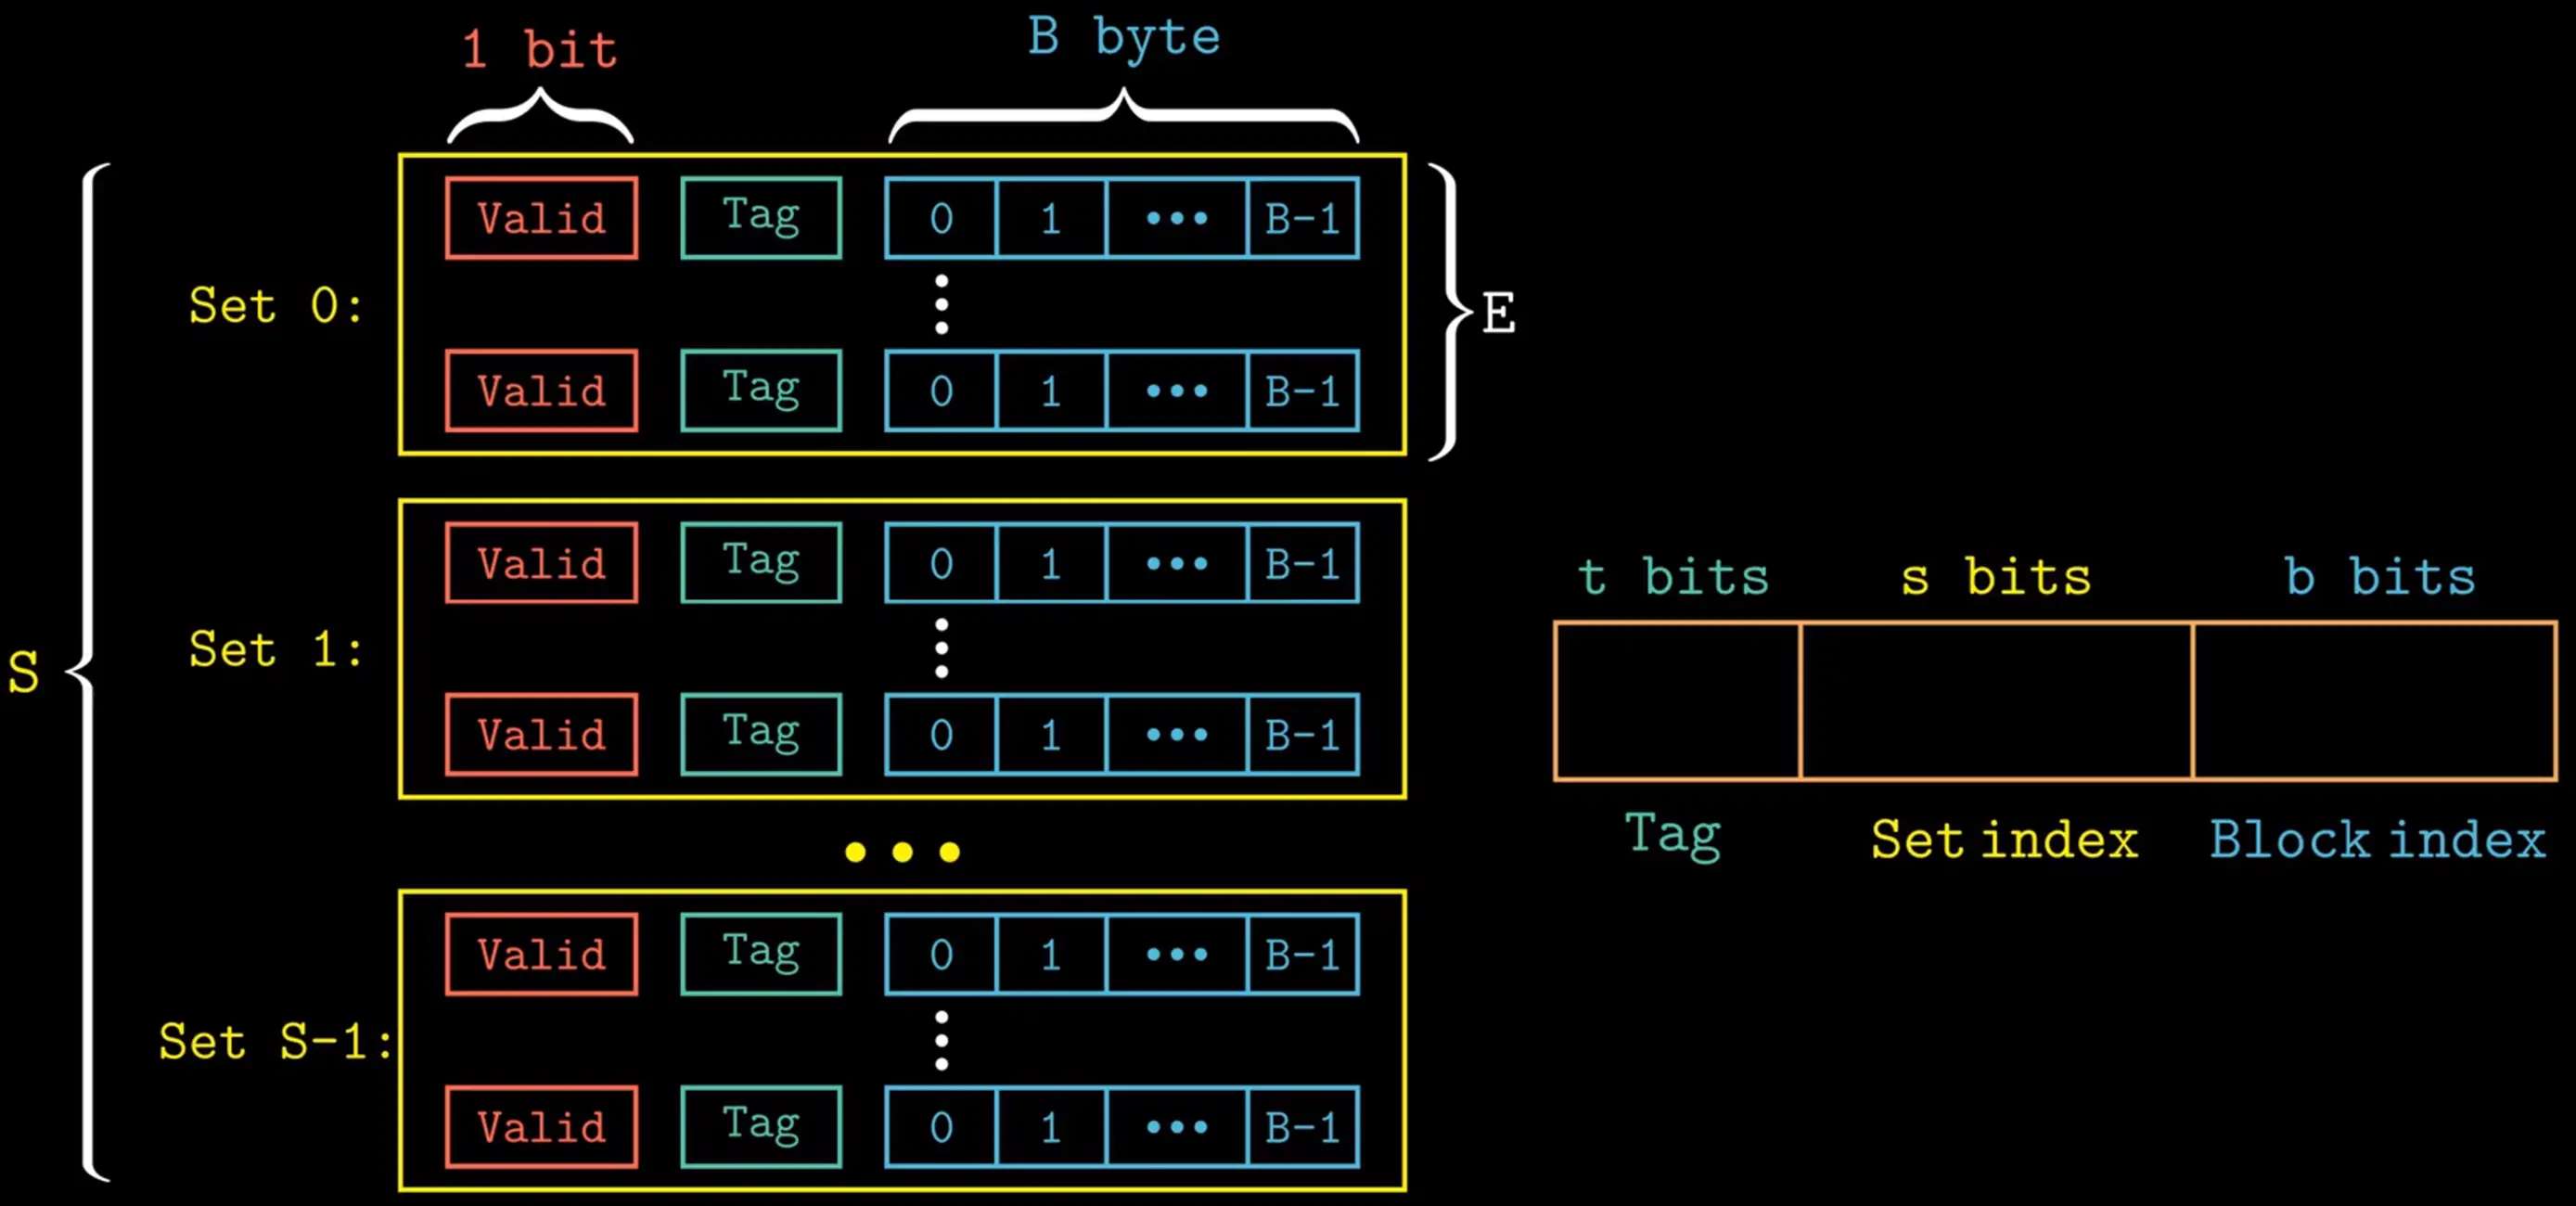 1 bit
B byte
Valid Tag 0 1 ••• B-1
Set 0:
E
Valid Tag 0 1 ••• B-1
Valid Tag 0 1 ••• B-1
t bits s bits b bits
Set 1:
S
Valid Tag 0 1 ••• B-1
Tag Set index Block index
•••
Valid Tag 0 1 ••• B-1
Set S-1:
Valid Tag 0 1 ••• B-1